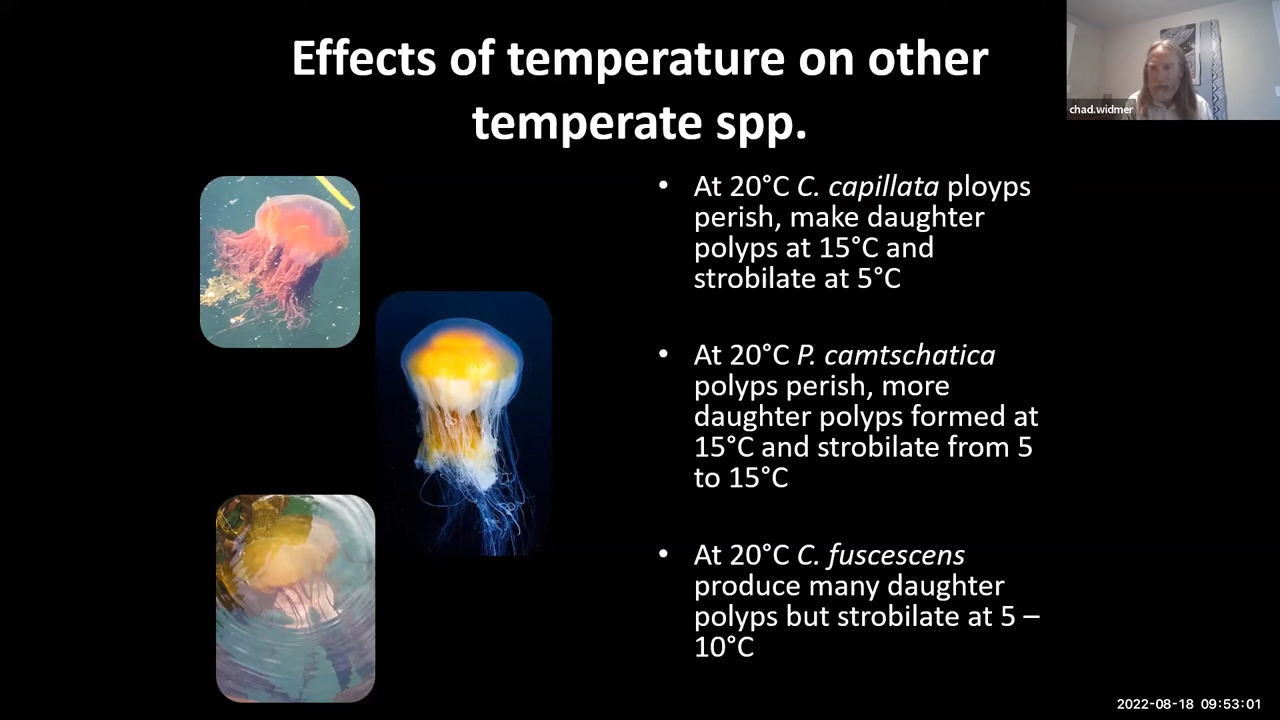 Effects of temperature on other
temperate spp.
chad.widmer
• At 20°C C. capillata ployps
perish, make daughter
polyps at 15°C and
strobilate at 5°C
• At 20°C P. camtschatica
polyps perish, more
daughter polyps formed at
15°C and strobilate from 5
to 15°C
• At 20°C C. fuscescens
produce many daughter
polyps but strobilate at 5 –
10°C
2022-08-18 09:53:01